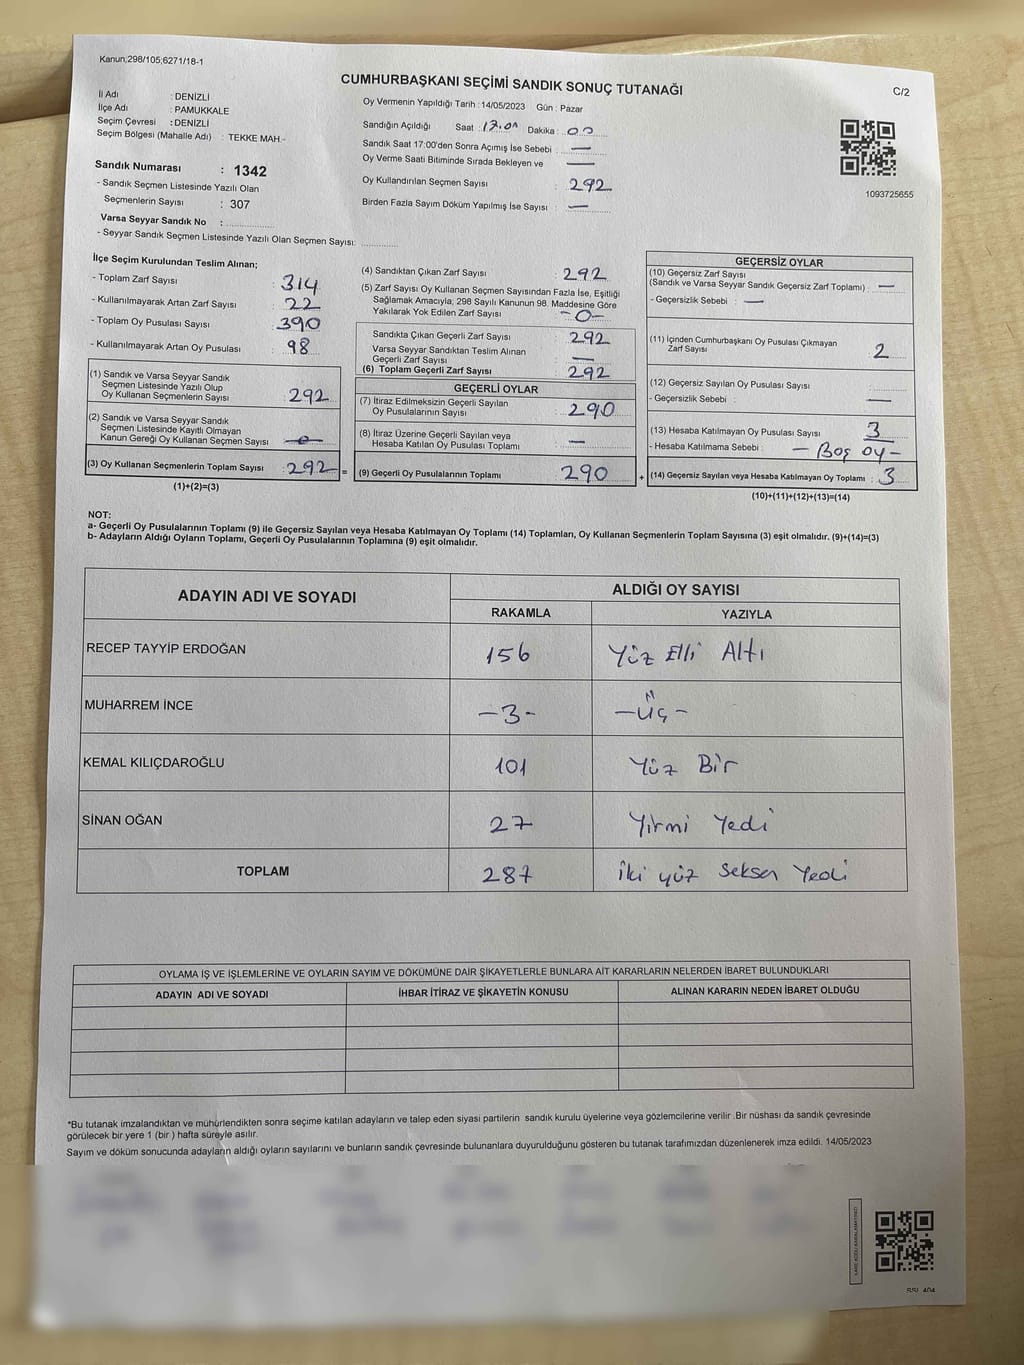 Kanun;298/105;6271/18-1
CUMHURBAŞKANI SEÇİMİ SANDIK SONUÇ TUTANAĞI
C/2
İl Adı : DENİZLİ
İlçe Adı : PAMUKKALE
Seçim Çevresi : DENİZLİ
Seçim Bölgesi (Mahalle Adı) : TEKKE MAH.-
Sandık Numarası : 1342
- Sandık Seçmen Listesinde Yazılı Olan
Seçmenlerin Sayısı : 307
Varsa Seyyar Sandık No :
- Seyyar Sandık Seçmen Listesinde Yazılı Olan Seçmen Sayısı:
Oy Vermenin Yapıldığı Tarih : 14/05/2023 Gün : Pazar
Sandığın Açıldığı Saat : Dakika : 00
Sandık Saat 17:00'den Sonra Açımış İse Sebebi : —
Oy Verme Saati Bitiminde Sırada Bekleyen ve —
Oy Kullandırılan Seçmen Sayısı : 292
Birden Fazla Sayım Döküm Yapılmış İse Sayısı : —
1093725655
İlçe Seçim Kurulundan Teslim Alınan;
- Toplam Zarf Sayısı : 314
- Kullanılmayarak Artan Zarf Sayısı : 22
- Toplam Oy Pusulası Sayısı : 390
- Kullanılmayarak Artan Oy Pusulası : 98
(1) Sandık ve Varsa Seyyar Sandık
Seçmen Listesinde Yazılı Olup
Oy Kullanan Seçmenlerin Sayısı : 292
(2) Sandık ve Varsa Seyyar Sandık
Seçmen Listesinde Kayıtlı Olmayan
Kanun Gereği Oy Kullanan Seçmen Sayısı : -0-
(3) Oy Kullanan Seçmenlerin Toplam Sayısı : 292 =
(1)+(2)=(3)
(4) Sandıktan Çıkan Zarf Sayısı : 292
(5) Zarf Sayısı Oy Kullanan Seçmen Sayısından Fazla İse, Eşitliği
Sağlamak Amacıyla, 298 Sayılı Kanunun 98. Maddesine Göre
Yakılarak Yok Edilen Zarf Sayısı : -0-
Sandıkta Çıkan Geçerli Zarf Sayısı : 292
Varsa Seyyar Sandıktan Teslim Alınan
Geçerli Zarf Sayısı : —
(6) Toplam Geçerli Zarf Sayısı : 292
GEÇERLİ OYLAR
(7) İtiraz Edilmeksizin Geçerli Sayılan
Oy Pusulalarının Sayısı : 290
(8) İtiraz Üzerine Geçerli Sayılan veya
Hesaba Katılan Oy Pusulası Toplamı : —
(9) Geçerli Oy Pusulalarının Toplamı : 290 +
GEÇERSİZ OYLAR
(10) Geçersiz Zarf Sayısı
(Sandık ve Varsa Seyyar Sandık Geçersiz Zarf Toplamı) : —
- Geçersizlik Sebebi : —
(11) İçinden Cumhurbaşkanı Oy Pusulası Çıkmayan
Zarf Sayısı : 2
(12) Geçersiz Sayılan Oy Pusulası Sayısı :
- Geçersizlik Sebebi : —
(13) Hesaba Katılmayan Oy Pusulası Sayısı : 3
- Hesaba Katılmama Sebebi : - Boş oy -
(14) Geçersiz Sayılan veya Hesaba Katılmayan Oy Toplamı : 3
(10)+(11)+(12)+(13)=(14)
NOT:
a- Geçerli Oy Pusulalarının Toplamı (9) ile Geçersiz Sayılan veya Hesaba Katılmayan Oy Toplamı (14) Toplamları, Oy Kullanan Seçmenlerin Toplam Sayısına (3) eşit olmalıdır. (9)+(14)=(3)
b- Adayların Aldığı Oyların Toplamı, Geçerli Oy Pusulalarının Toplamına (9) eşit olmalıdır.
ADAYIN ADI VE SOYADI
ALDIĞI OY SAYISI
RAKAMLA YAZIYLA
RECEP TAYYİP ERDOĞAN 156 Yüz Elli Altı
MUHARREM İNCE -3- -Üç-
KEMAL KILIÇDAROĞLU 101 Yüz Bir
SİNAN OĞAN 27 Yirmi Yedi
TOPLAM 287 İki yüz Seksen Yedi
OYLAMA İŞ VE İŞLEMLERİNE VE OYLARIN SAYIM VE DÖKÜMÜNE DAİR ŞİKAYETLERLE BUNLARA AİT KARARLARIN NELERDEN İBARET BULUNDUKLARI
ADAYIN ADI VE SOYADI İHBAR İTİRAZ VE ŞİKAYETİN KONUSU ALINAN KARARIN NEDEN İBARET OLDUĞU
*Bu tutanak imzalandıktan ve mühürlendikten sonra seçime katılan adayların ve talep eden siyasi partilerin sandık kurulu üyelerine veya gözlemcilerine verilir .Bir nüshası da sandık çevresinde
görülecek bir yere 1 (bir ) hafta süreyle asılır.
Sayım ve döküm sonucunda adayların aldığı oyların sayılarını ve bunların sandık çevresinde bulunanlara duyurulduğunu gösteren bu tutanak tarafımızdan düzenlenerek imza edildi. 14/05/2023